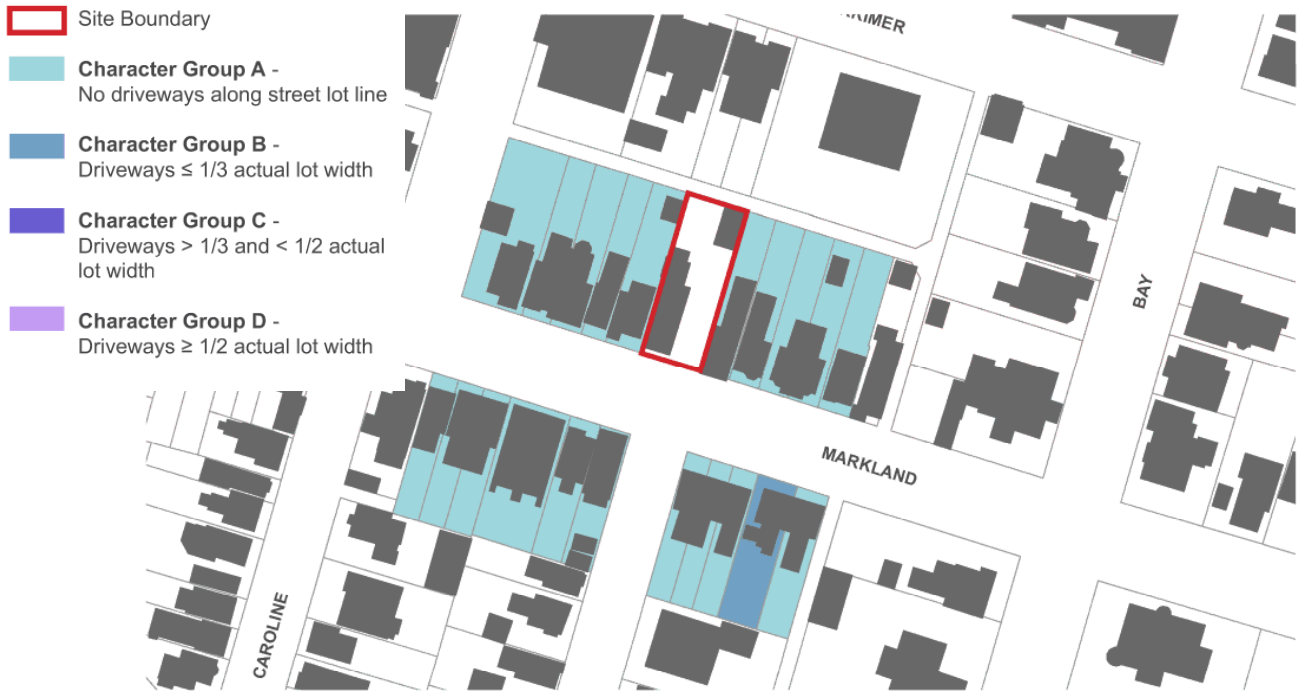 Site Boundary
Character Group A -
No driveways along street lot line
Character Group B -
Driveways ≤ 1/3 actual lot width
Character Group C -
Driveways > 1/3 and < 1/2 actual
lot width
Character Group D -
Driveways ≥ 1/2 actual lot width
BAY
MARKLAND
CAROLINE